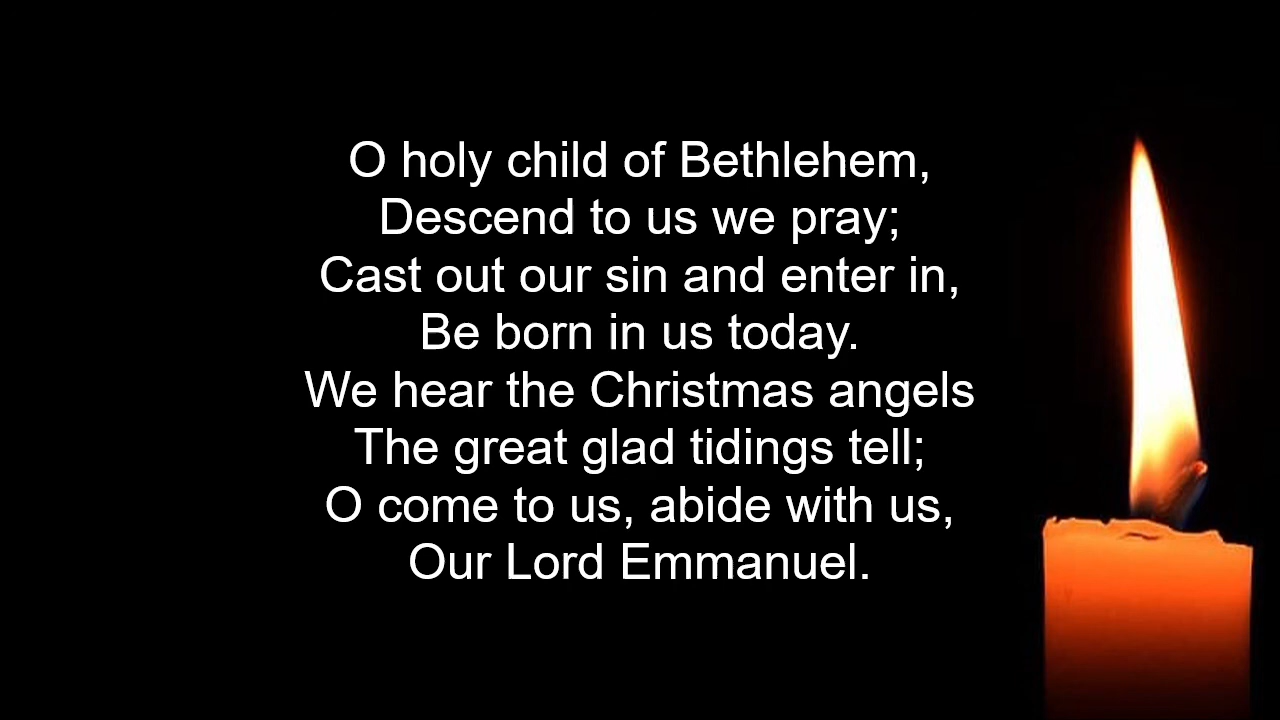 O holy child of Bethlehem,
Descend to us we pray;
Cast out our sin and enter in,
Be born in us today.
We hear the Christmas angels
The great glad tidings tell;
O come to us, abide with us,
Our Lord Emmanuel.